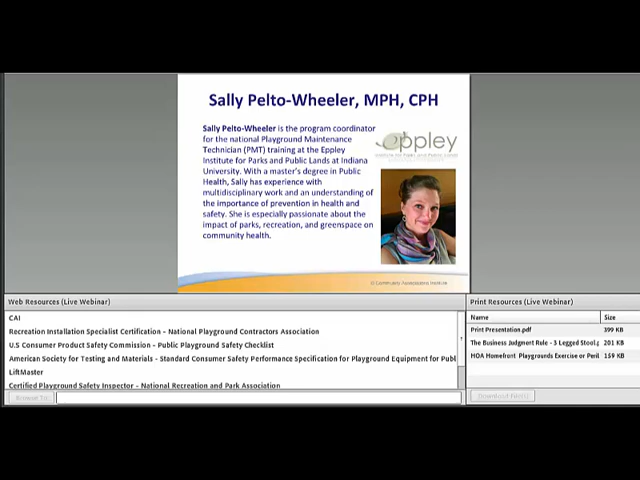 Sally Pelto-Wheeler, MPH, CPH
Sally Pelto-Wheeler is the program coordinator
for the national Playground Maintenance
Technician (PMT) training at the Eppley
Institute for Parks and Public Lands at Indiana
University. With a master's degree in Public
Health, Sally has experience with
multidisciplinary work and an understanding of
the importance of prevention in health and
safety. She is especially passionate about the
impact of parks, recreation, and greenspace on
community health.
eppley
Institute for Parks and Public Lands
© Community Associations Institute
Web Resources (Live Webinar)
CAI
Recreation Installation Specialist Certification - National Playground Contractors Association
U.S Consumer Product Safety Commission - Public Playground Safety Checklist
American Society for Testing and Materials - Standard Consumer Safety Performance Specification for Playground Equipment for Publ
LiftMaster
Certified Playground Safety Inspector - National Recreation and Park Association
Browse To:
Print Resources (Live Webinar)
Name Size
Print Presentation.pdf 399 KB
The Business Judgment Rule - 3 Legged Stool.p 201 KB
HOA Homefront Playgrounds Exercise or Peril 159 KB
Download File(s)